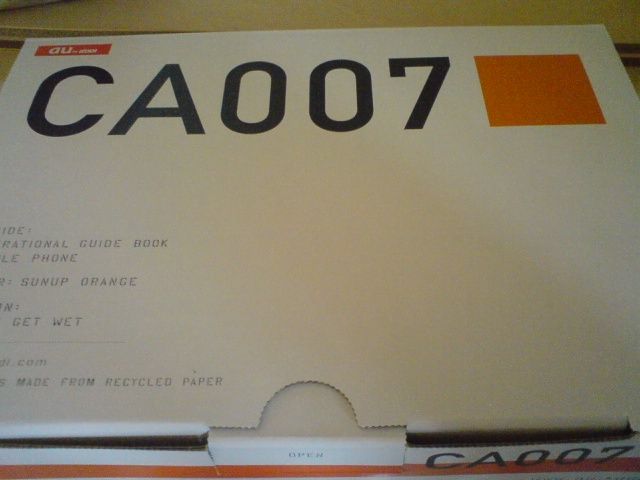 au by KDDI
CA007
IDE:
RATIONAL GUIDE BOOK
LE PHONE
R: SUNUP ORANGE
ON:
GET WET
di.com
S MADE FROM RECYCLED PAPER
OPEN
CA007